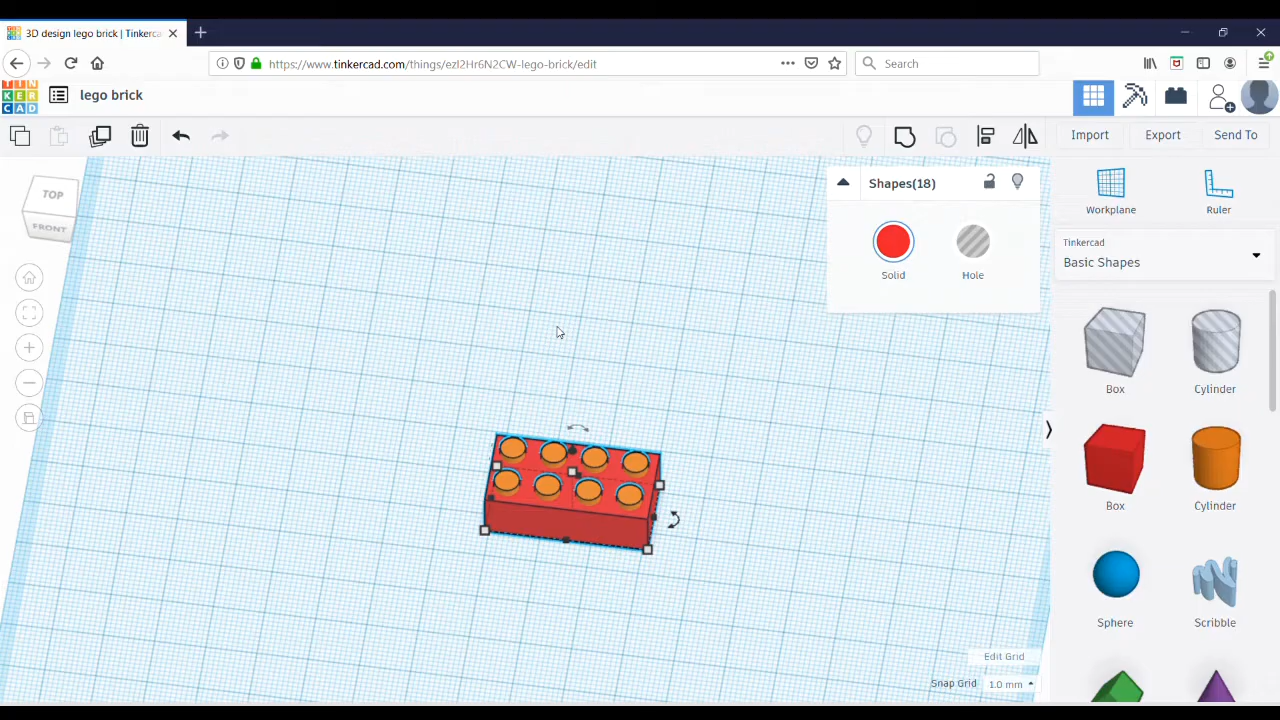 3D design lego brick | Tinkerca
https://www.tinkercad.com/things/ezl2Hr6N2CW-lego-brick/edit
Search
TIN
KER
CAD
lego brick
Import
Export
Send To
TOP
FRONT
Shapes(18)
Solid
Hole
Workplane
Ruler
Tinkercad
Basic Shapes
Box
Cylinder
Box
Cylinder
Sphere
Scribble
Edit Grid
Snap Grid 1.0 mm